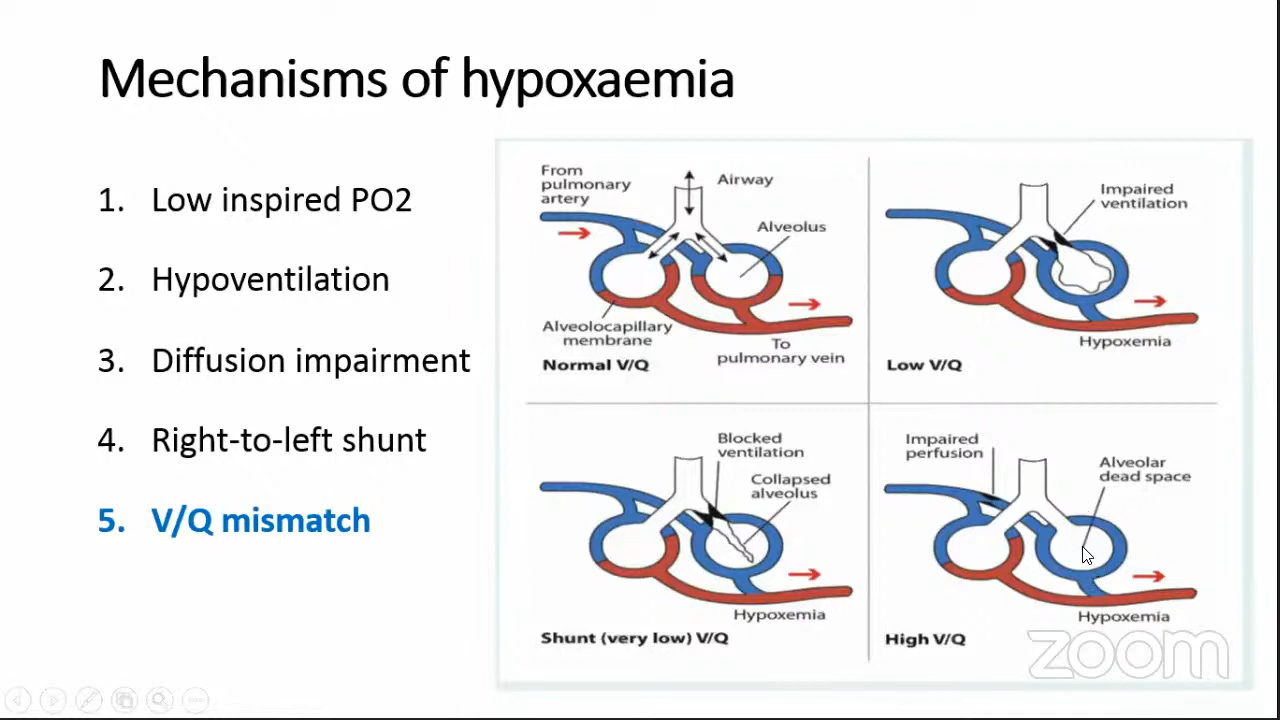 Mechanisms of hypoxaemia
1. Low inspired PO2
2. Hypoventilation
3. Diffusion impairment
4. Right-to-left shunt
5. V/Q mismatch
From
pulmonary
artery
Airway
Alveolus
Alveolocapillary
membrane
To
pulmonary vein
Normal V/Q
Impaired
ventilation
Hypoxemia
Low V/Q
Blocked
ventilation
Collapsed
alveolus
Hypoxemia
Shunt (very low) V/Q
Impaired
perfusion
Alveolar
dead space
Hypoxemia
High V/Q
zoom